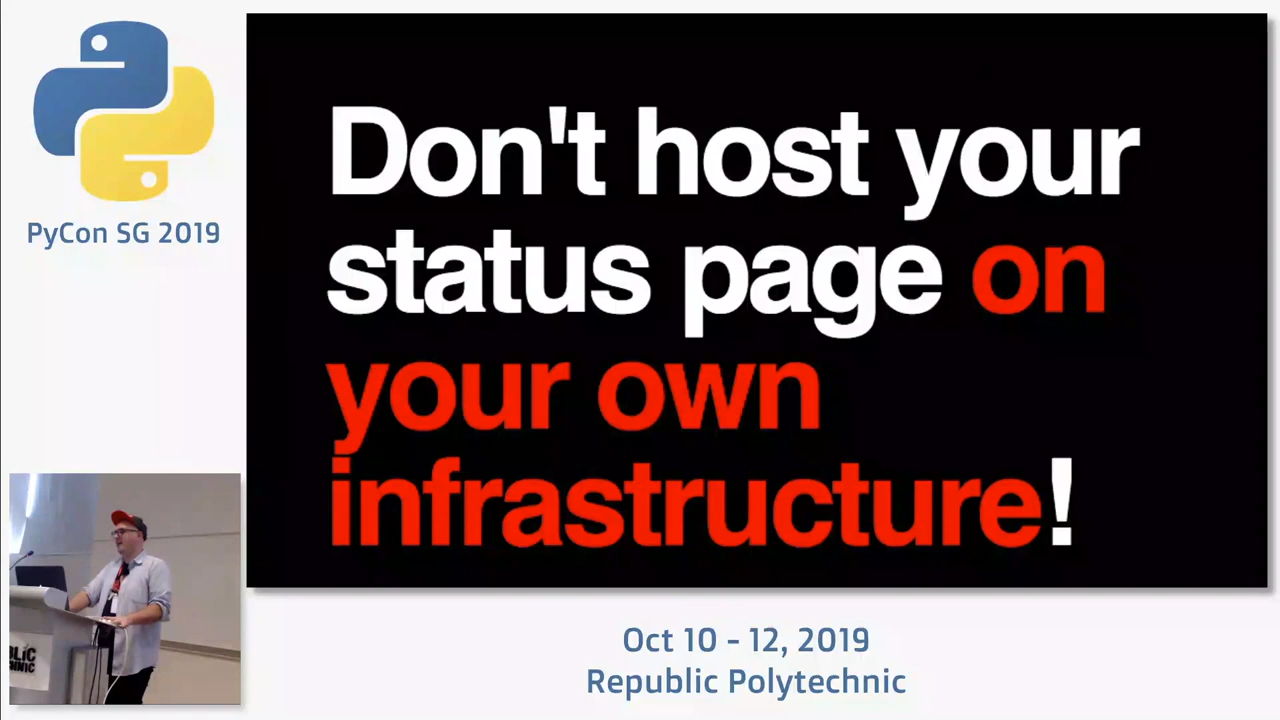 PyCon SG 2019
Don't host your
status page on
your own
infrastructure!
Oct 10 - 12, 2019
Republic Polytechnic